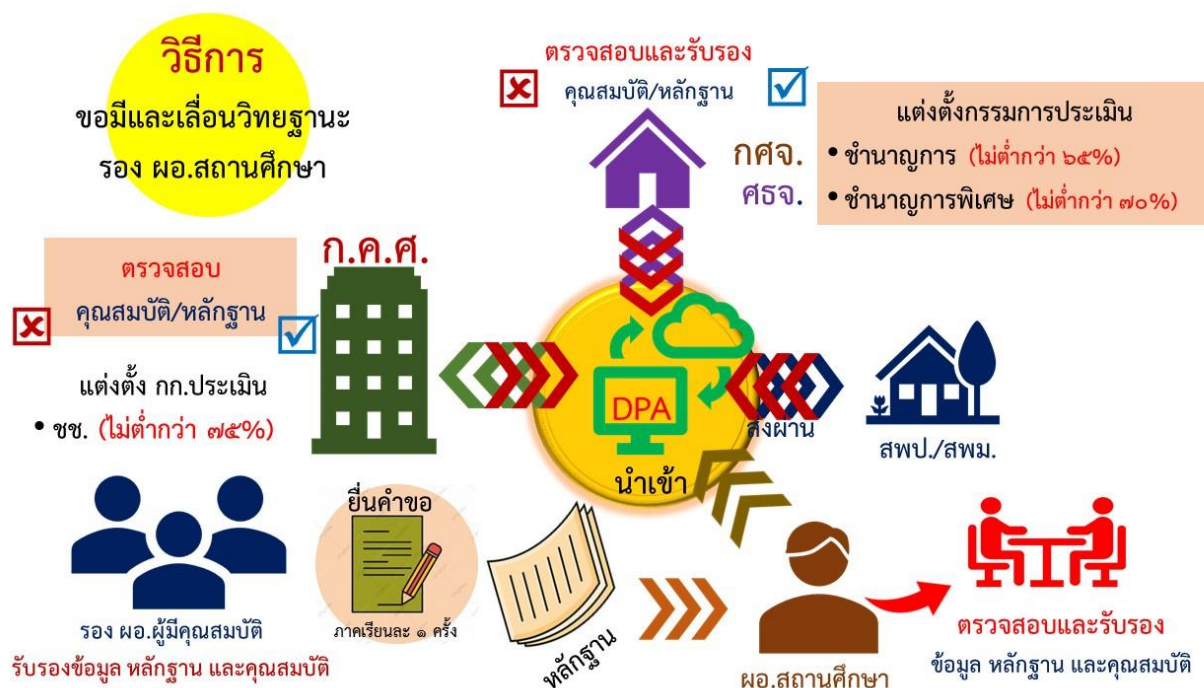 วิธีการ
ขอมีและเลื่อนวิทยฐานะ
รอง ผอ.สถานศึกษา
ตรวจสอบและรับรอง
คุณสมบัติ/หลักฐาน
กศจ.
ศธจ.
แต่งตั้งกรรมการประเมิน
• ชำนาญการ (ไม่ต่ำกว่า ๖๕%)
• ชำนาญการพิเศษ (ไม่ต่ำกว่า ๗๐%)
ก.ค.ศ.
ตรวจสอบ
คุณสมบัติ/หลักฐาน
แต่งตั้ง กก.ประเมิน
• ชช. (ไม่ต่ำกว่า ๗๕%)
DPA
นำเข้า
ส่งผ่าน
สพป./สพม.
รอง ผอ.ผู้มีคุณสมบัติ
รับรองข้อมูล หลักฐาน และคุณสมบัติ
ยื่นคำขอ
ภาคเรียนละ ๑ ครั้ง
หลักฐาน
ผอ.สถานศึกษา
ตรวจสอบและรับรอง
ข้อมูล หลักฐาน และคุณสมบัติ